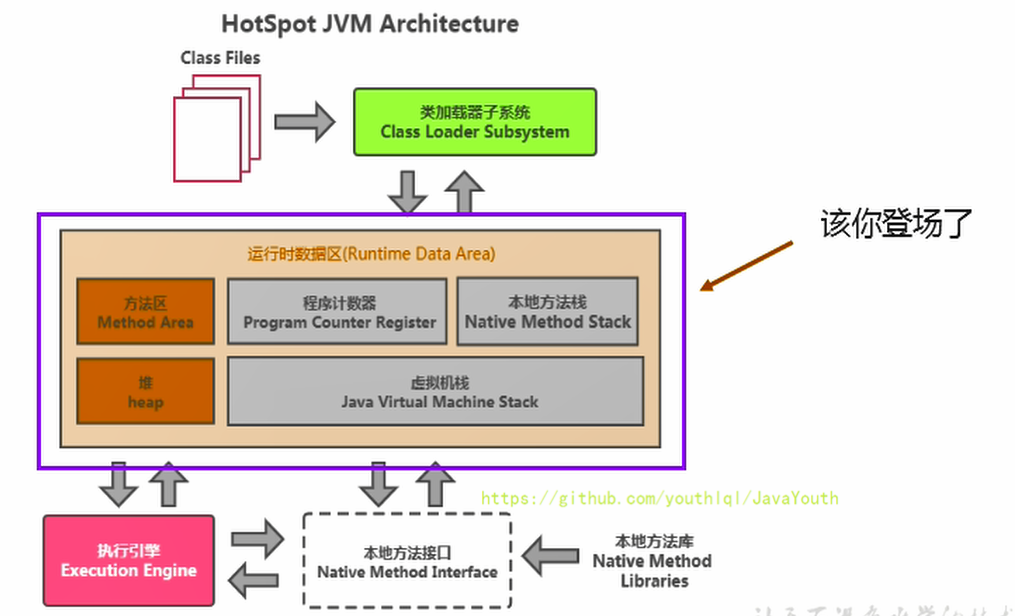 HotSpot JVM Architecture
Class Files
类加载器子系统
Class Loader Subsystem
该你登场了
运行时数据区(Runtime Data Area)
方法区
Method Area
程序计数器
Program Counter Register
本地方法栈
Native Method Stack
堆
heap
虚拟机栈
Java Virtual Machine Stack
https://github.com/youthlql/JavaYouth
执行引擎
Execution Engine
本地方法接口
Native Method Interface
本地方法库
Native Method
Libraries